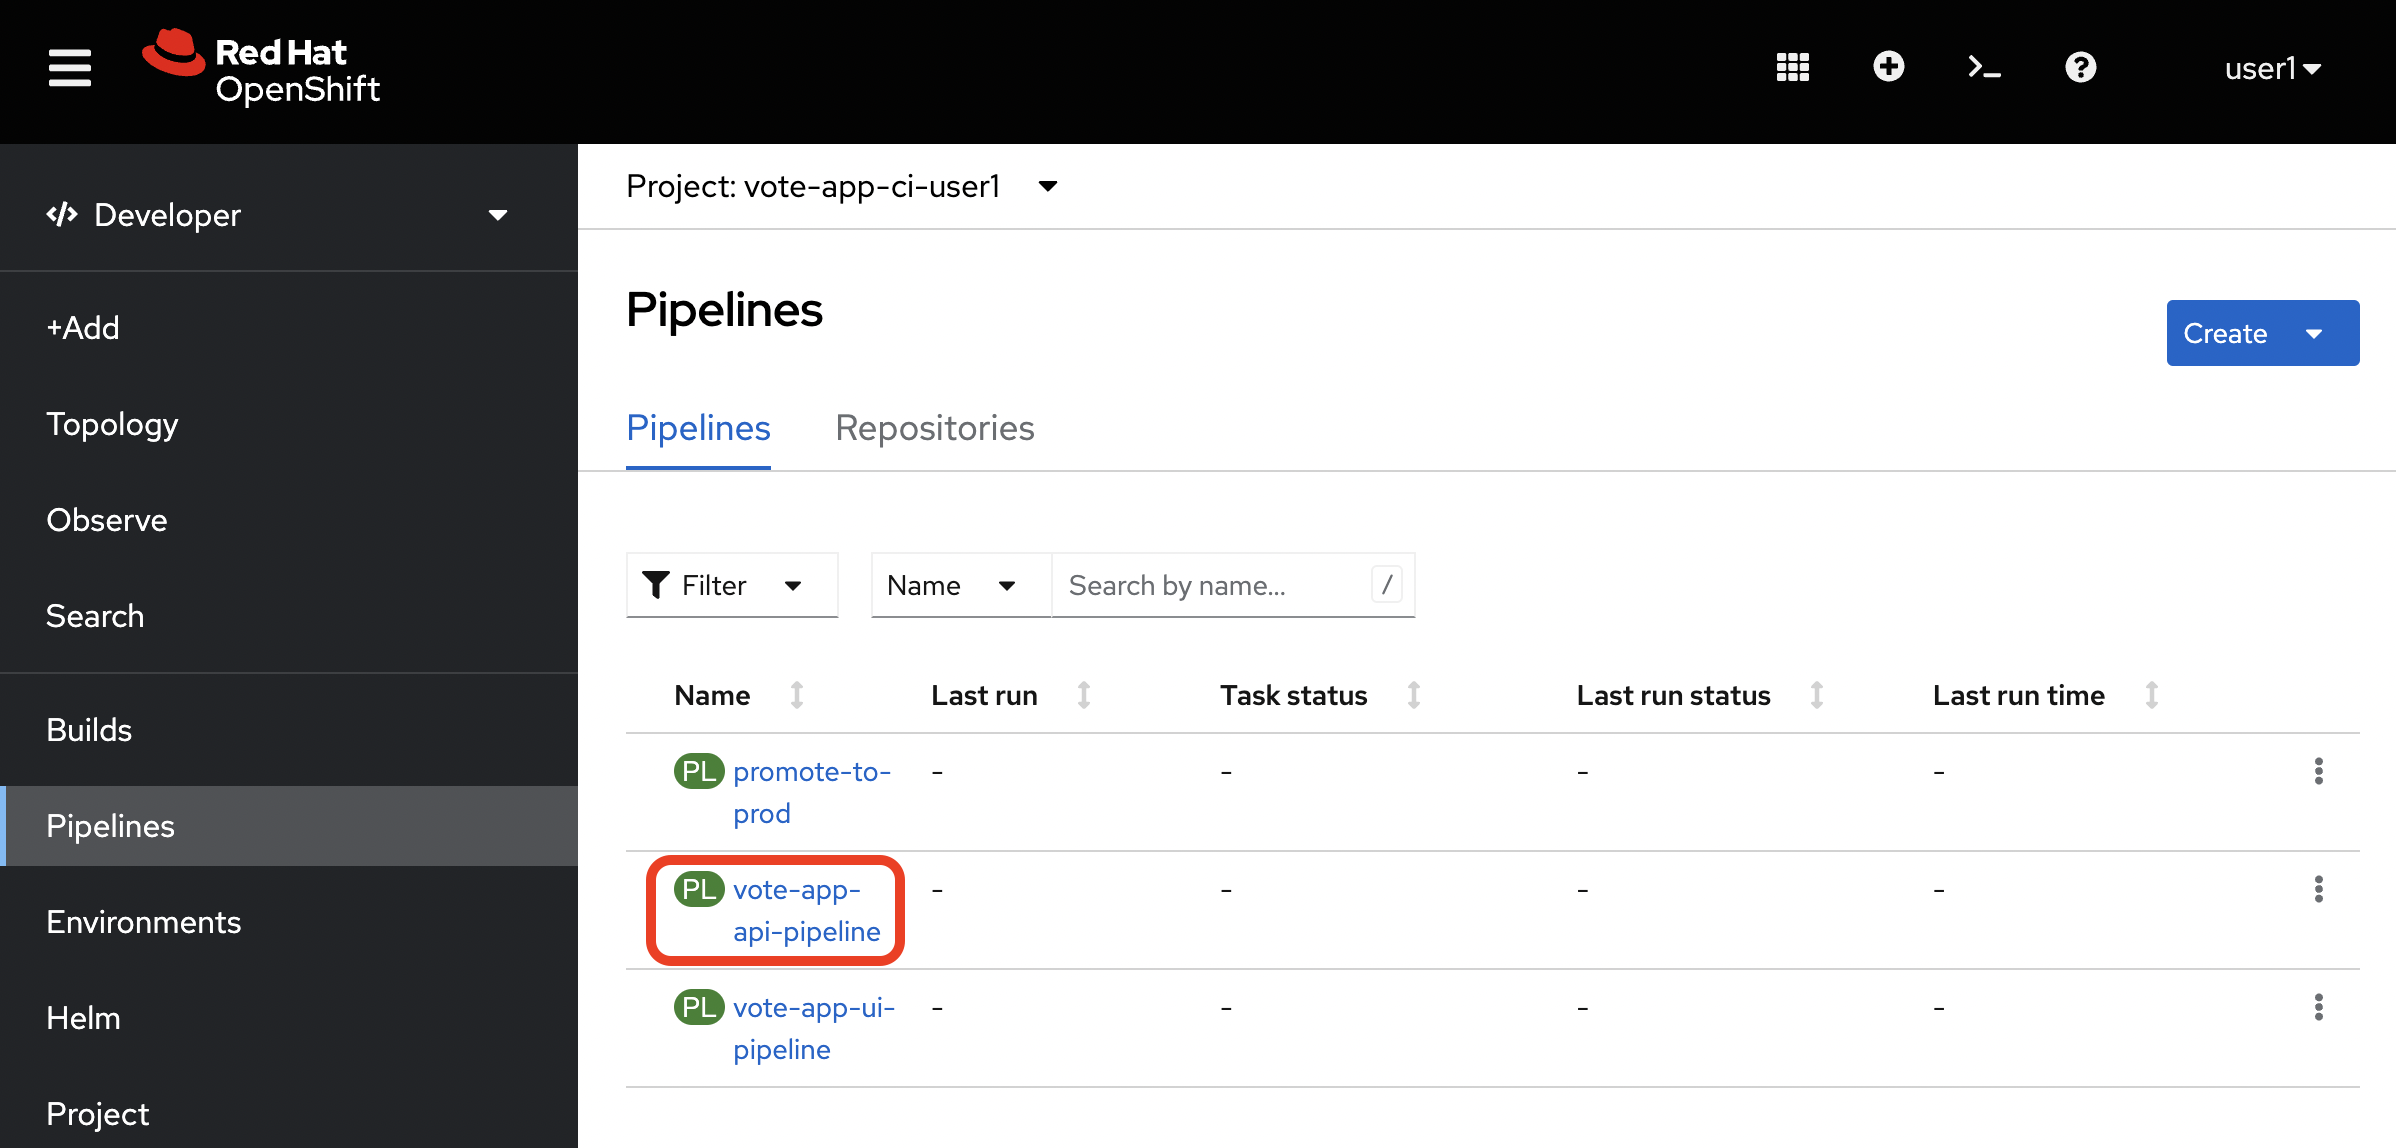 Red Hat
OpenShift
user1
Developer
+Add
Topology
Observe
Search
Builds
Pipelines
Environments
Helm
Project
Project: vote-app-ci-user1
Pipelines
Create
Pipelines Repositories
Filter Name Search by name... /
Name Last run Task status Last run status Last run time
PL promote-to- - - - -
prod
PL vote-app- - - - -
api-pipeline
PL vote-app-ui- - - - -
pipeline